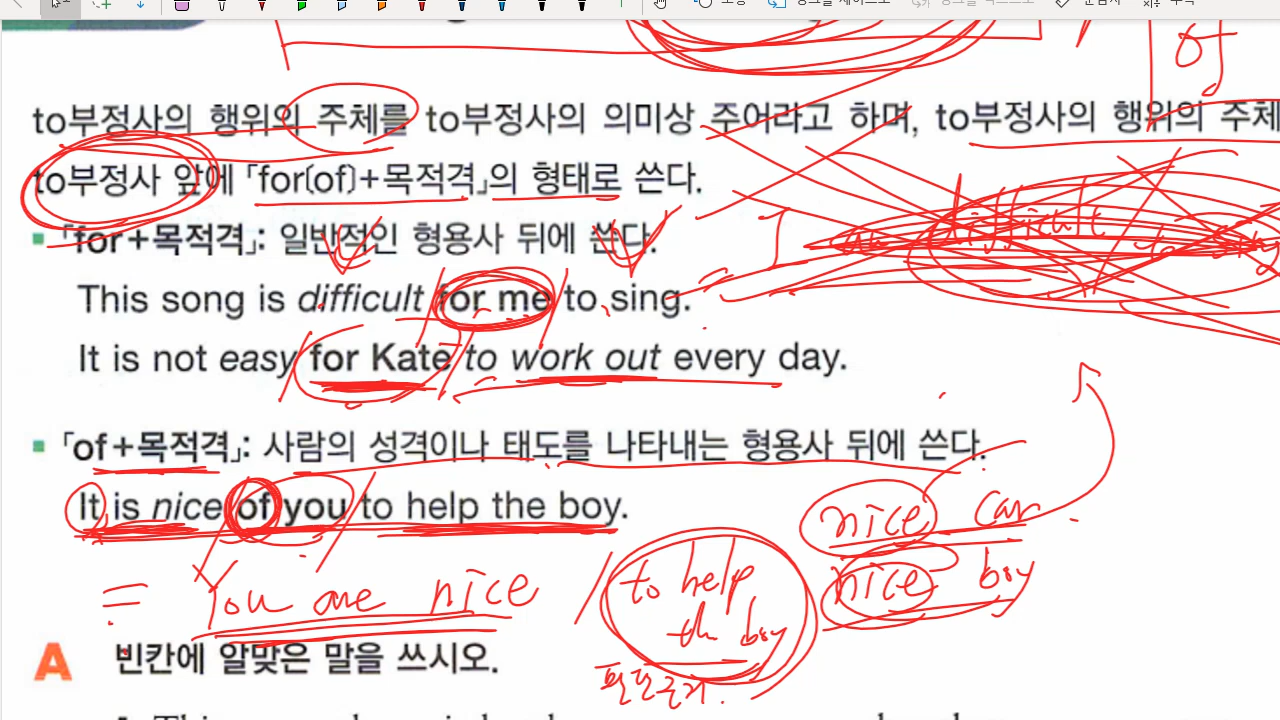 of
to부정사의 행위의 주체를 to부정사의 의미상 주어라고 하며, to부정사의 행위의 주체
to부정사 앞에 「for(of)+목적격」의 형태로 쓴다.
「for+목적격」: 일반적인 형용사 뒤에 쓴다.
difficult to
This song is difficult for me to sing.
It is not easy for Kate to work out every day.
「of+목적격」: 사람의 성격이나 태도를 나타내는 형용사 뒤에 쓴다.
It is nice of you to help the boy.
nice car
= You are nice / to help the boy
nice boy
A 빈칸에 알맞은 말을 쓰시오.
판단근거.